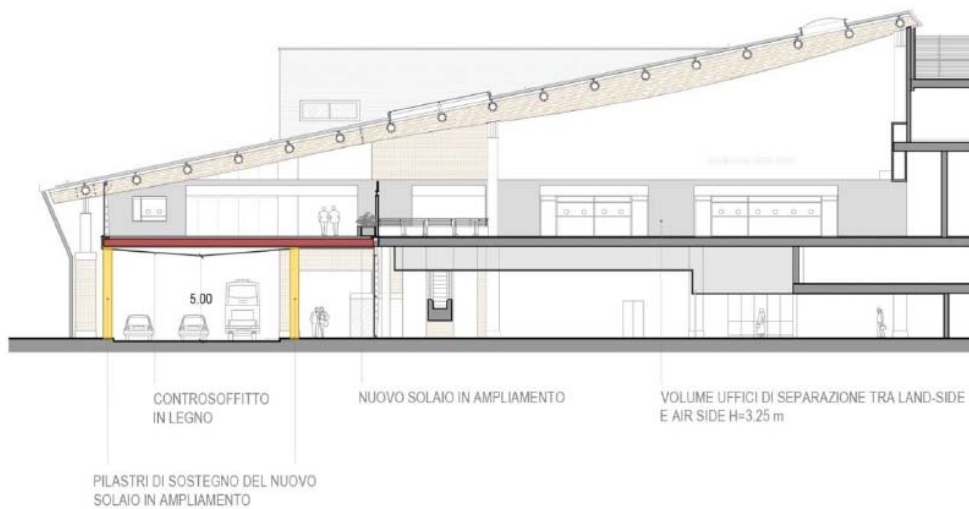 5.00
CONTROSOFFITTO
IN LEGNO
NUOVO SOLAIO IN AMPLIAMENTO
VOLUME UFFICI DI SEPARAZIONE TRA LAND-SIDE
E AIR SIDE H=3.25 m
PILASTRI DI SOSTEGNO DEL NUOVO
SOLAIO IN AMPLIAMENTO